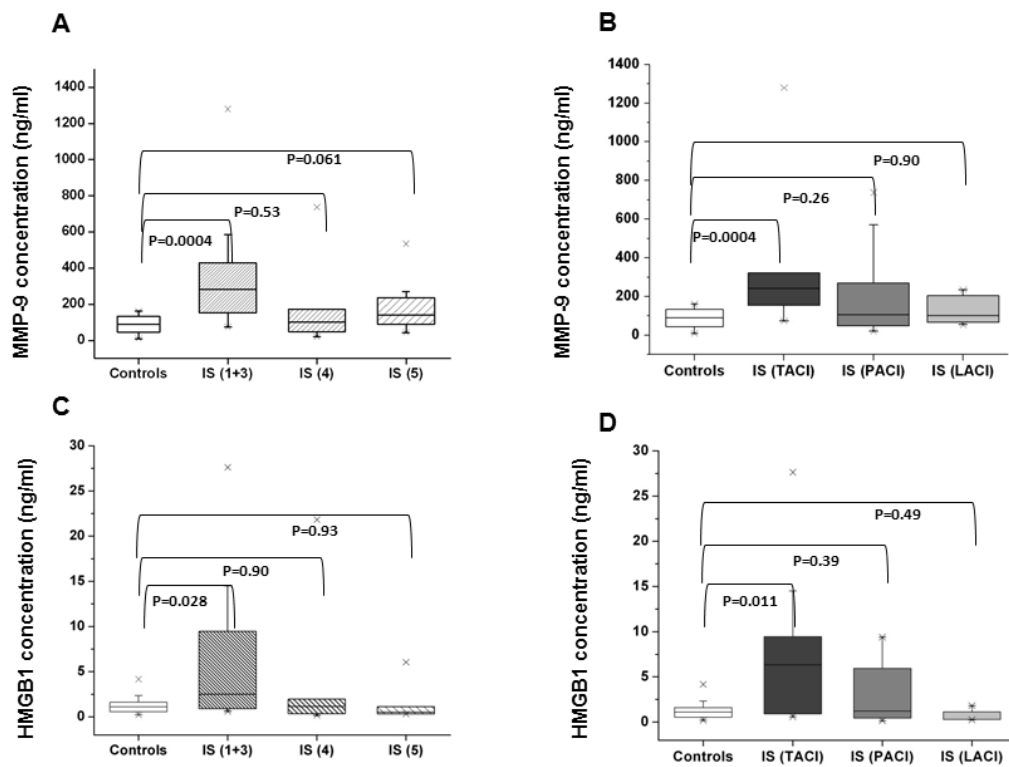 A
MMP-9 concentration (ng/ml)
1400
1200
1000
800
600
400
200
0
P=0.061
P=0.53
P=0.0004
Controls IS (1+3) IS (4) IS (5)
B
MMP-9 concentration (ng/ml)
1400
1200
1000
800
600
400
200
0
P=0.90
P=0.26
P=0.0004
Controls IS (TACI) IS (PACI) IS (LACI)
C
HMGB1 concentration (ng/ml)
30
25
20
15
10
5
0
P=0.93
P=0.90
P=0.028
Controls IS (1+3) IS (4) IS (5)
D
HMGB1 concentration (ng/ml)
30
25
20
15
10
5
0
P=0.49
P=0.39
P=0.011
Controls IS (TACI) IS (PACI) IS (LACI)